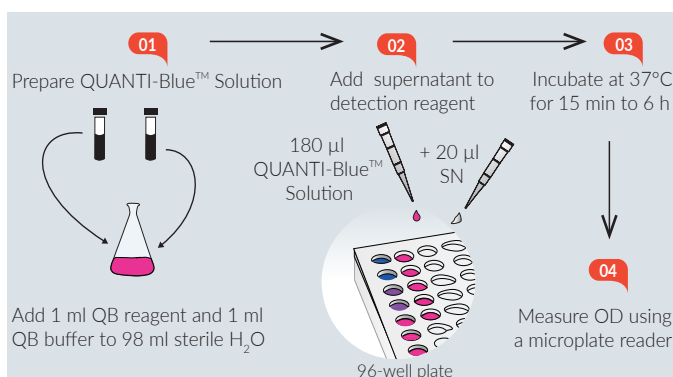 01
Prepare QUANTI-Blue™ Solution
Add 1 ml QB reagent and 1 ml
QB buffer to 98 ml sterile H₂O
02
Add supernatant to
detection reagent
180 µl
QUANTI-Blue™
Solution
+ 20 µl
SN
96-well plate
03
Incubate at 37°C
for 15 min to 6 h
04
Measure OD using
a microplate reader